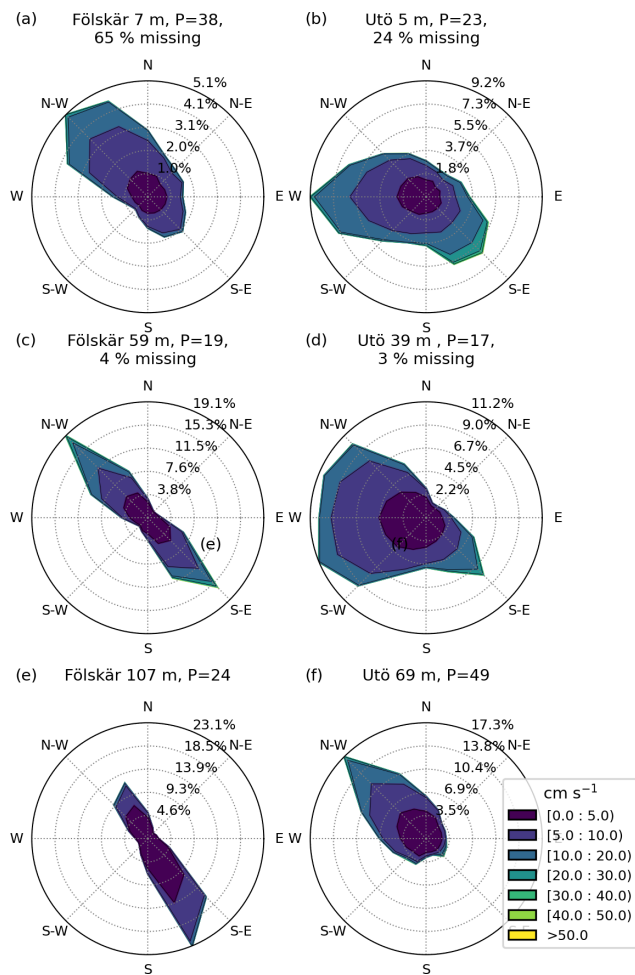 (a)
Fölskär 7 m, P=38,
65 % missing
N
5.1%
N-W
4.1%
N-E
3.1%
2.0%
1.0%
W
E
S-W
S-E
S
(b)
Utö 5 m, P=23,
24 % missing
N
9.2%
N-W
7.3%
N-E
5.5%
3.7%
1.8%
W
E
S-W
S-E
S
(c)
Fölskär 59 m, P=19,
4 % missing
N
19.1%
N-W
15.3%
N-E
11.5%
7.6%
3.8%
W
E
(e)
S-W
S-E
S
(d)
Utö 39 m , P=17,
3 % missing
N
11.2%
N-W
9.0%
N-E
6.7%
4.5%
2.2%
W
E
(f)
S-W
S-E
S
(e)
Fölskär 107 m, P=24
N
23.1%
N-W
18.5%
N-E
13.9%
9.3%
4.6%
W
E
S-W
S-E
S
(f)
Utö 69 m, P=49
N
17.3%
N-W
13.8%
N-E
10.4%
6.9%
3.5%
W
S-W
S-E
S
cm s⁻¹
[0.0 : 5.0)
[5.0 : 10.0)
[10.0 : 20.0)
[20.0 : 30.0)
[30.0 : 40.0)
[40.0 : 50.0)
>50.0